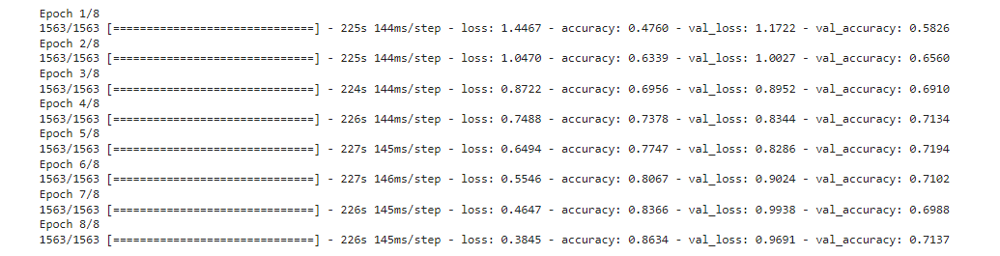 Epoch 1/8
1563/1563 [==============================] - 225s 144ms/step - loss: 1.4467 - accuracy: 0.4760 - val_loss: 1.1722 - val_accuracy: 0.5826
Epoch 2/8
1563/1563 [==============================] - 225s 144ms/step - loss: 1.0470 - accuracy: 0.6339 - val_loss: 1.0027 - val_accuracy: 0.6560
Epoch 3/8
1563/1563 [==============================] - 224s 144ms/step - loss: 0.8722 - accuracy: 0.6956 - val_loss: 0.8952 - val_accuracy: 0.6910
Epoch 4/8
1563/1563 [==============================] - 226s 144ms/step - loss: 0.7488 - accuracy: 0.7378 - val_loss: 0.8344 - val_accuracy: 0.7134
Epoch 5/8
1563/1563 [==============================] - 227s 145ms/step - loss: 0.6494 - accuracy: 0.7747 - val_loss: 0.8286 - val_accuracy: 0.7194
Epoch 6/8
1563/1563 [==============================] - 227s 146ms/step - loss: 0.5546 - accuracy: 0.8067 - val_loss: 0.9024 - val_accuracy: 0.7102
Epoch 7/8
1563/1563 [==============================] - 226s 145ms/step - loss: 0.4647 - accuracy: 0.8366 - val_loss: 0.9938 - val_accuracy: 0.6988
Epoch 8/8
1563/1563 [==============================] - 226s 145ms/step - loss: 0.3845 - accuracy: 0.8634 - val_loss: 0.9691 - val_accuracy: 0.7137